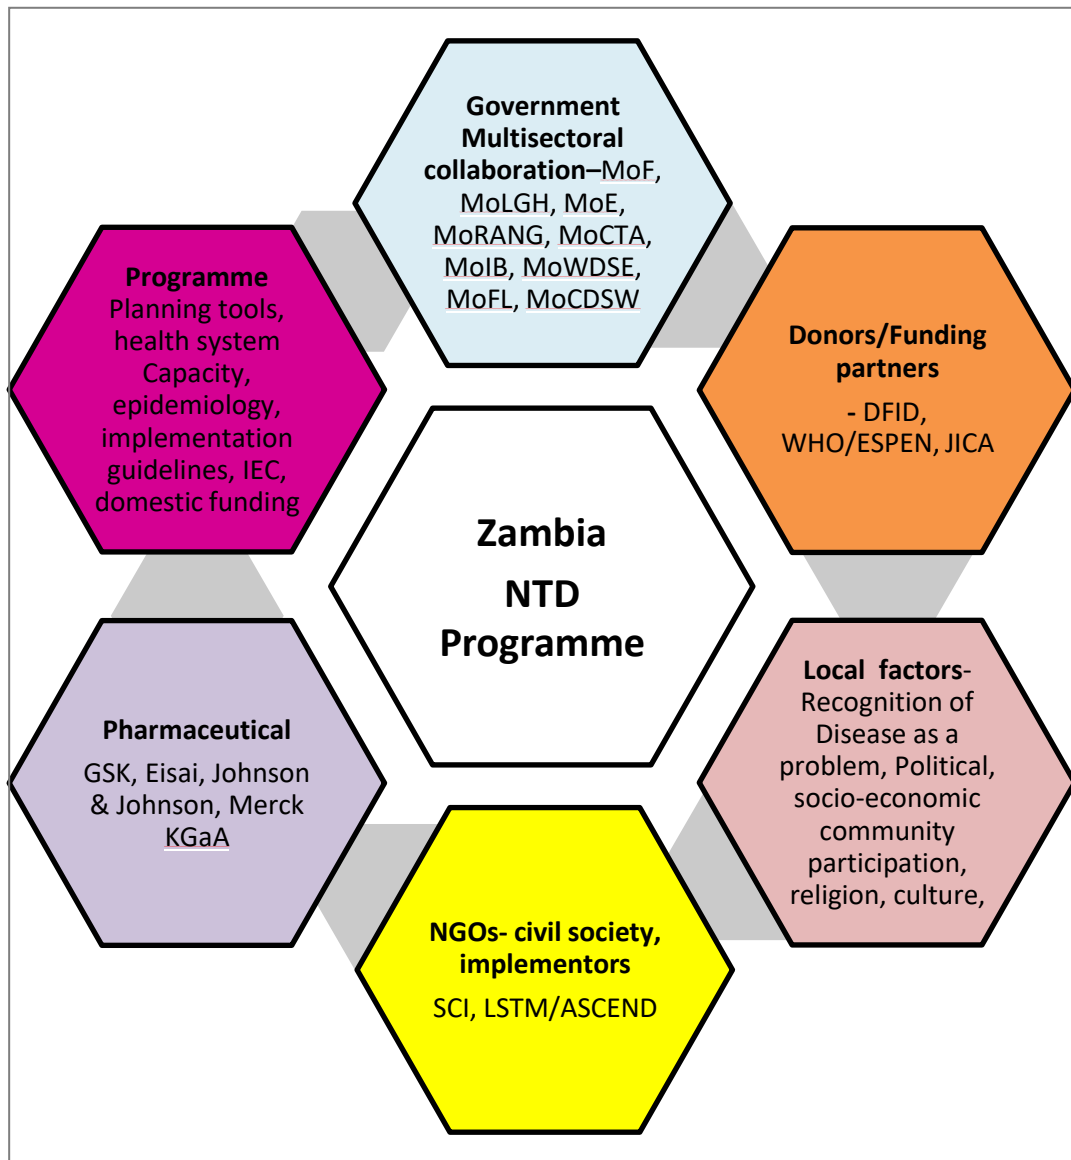 Government
Multisectoral
collaboration–MoF,
MoLGH, MoE,
MoRANG, MoCTA,
MoIB, MoWDSE,
MoFL, MoCDSW
Programme
Planning tools,
health system
Capacity,
epidemiology,
implementation
guidelines, IEC,
domestic funding
Donors/Funding
partners
- DFID,
WHO/ESPEN, JICA
Zambia
NTD
Programme
Pharmaceutical
GSK, Eisai, Johnson
& Johnson, Merck
KGaA
Local factors-
Recognition of
Disease as a
problem, Political,
socio-economic
community
participation,
religion, culture,
NGOs- civil society,
implementors
SCI, LSTM/ASCEND